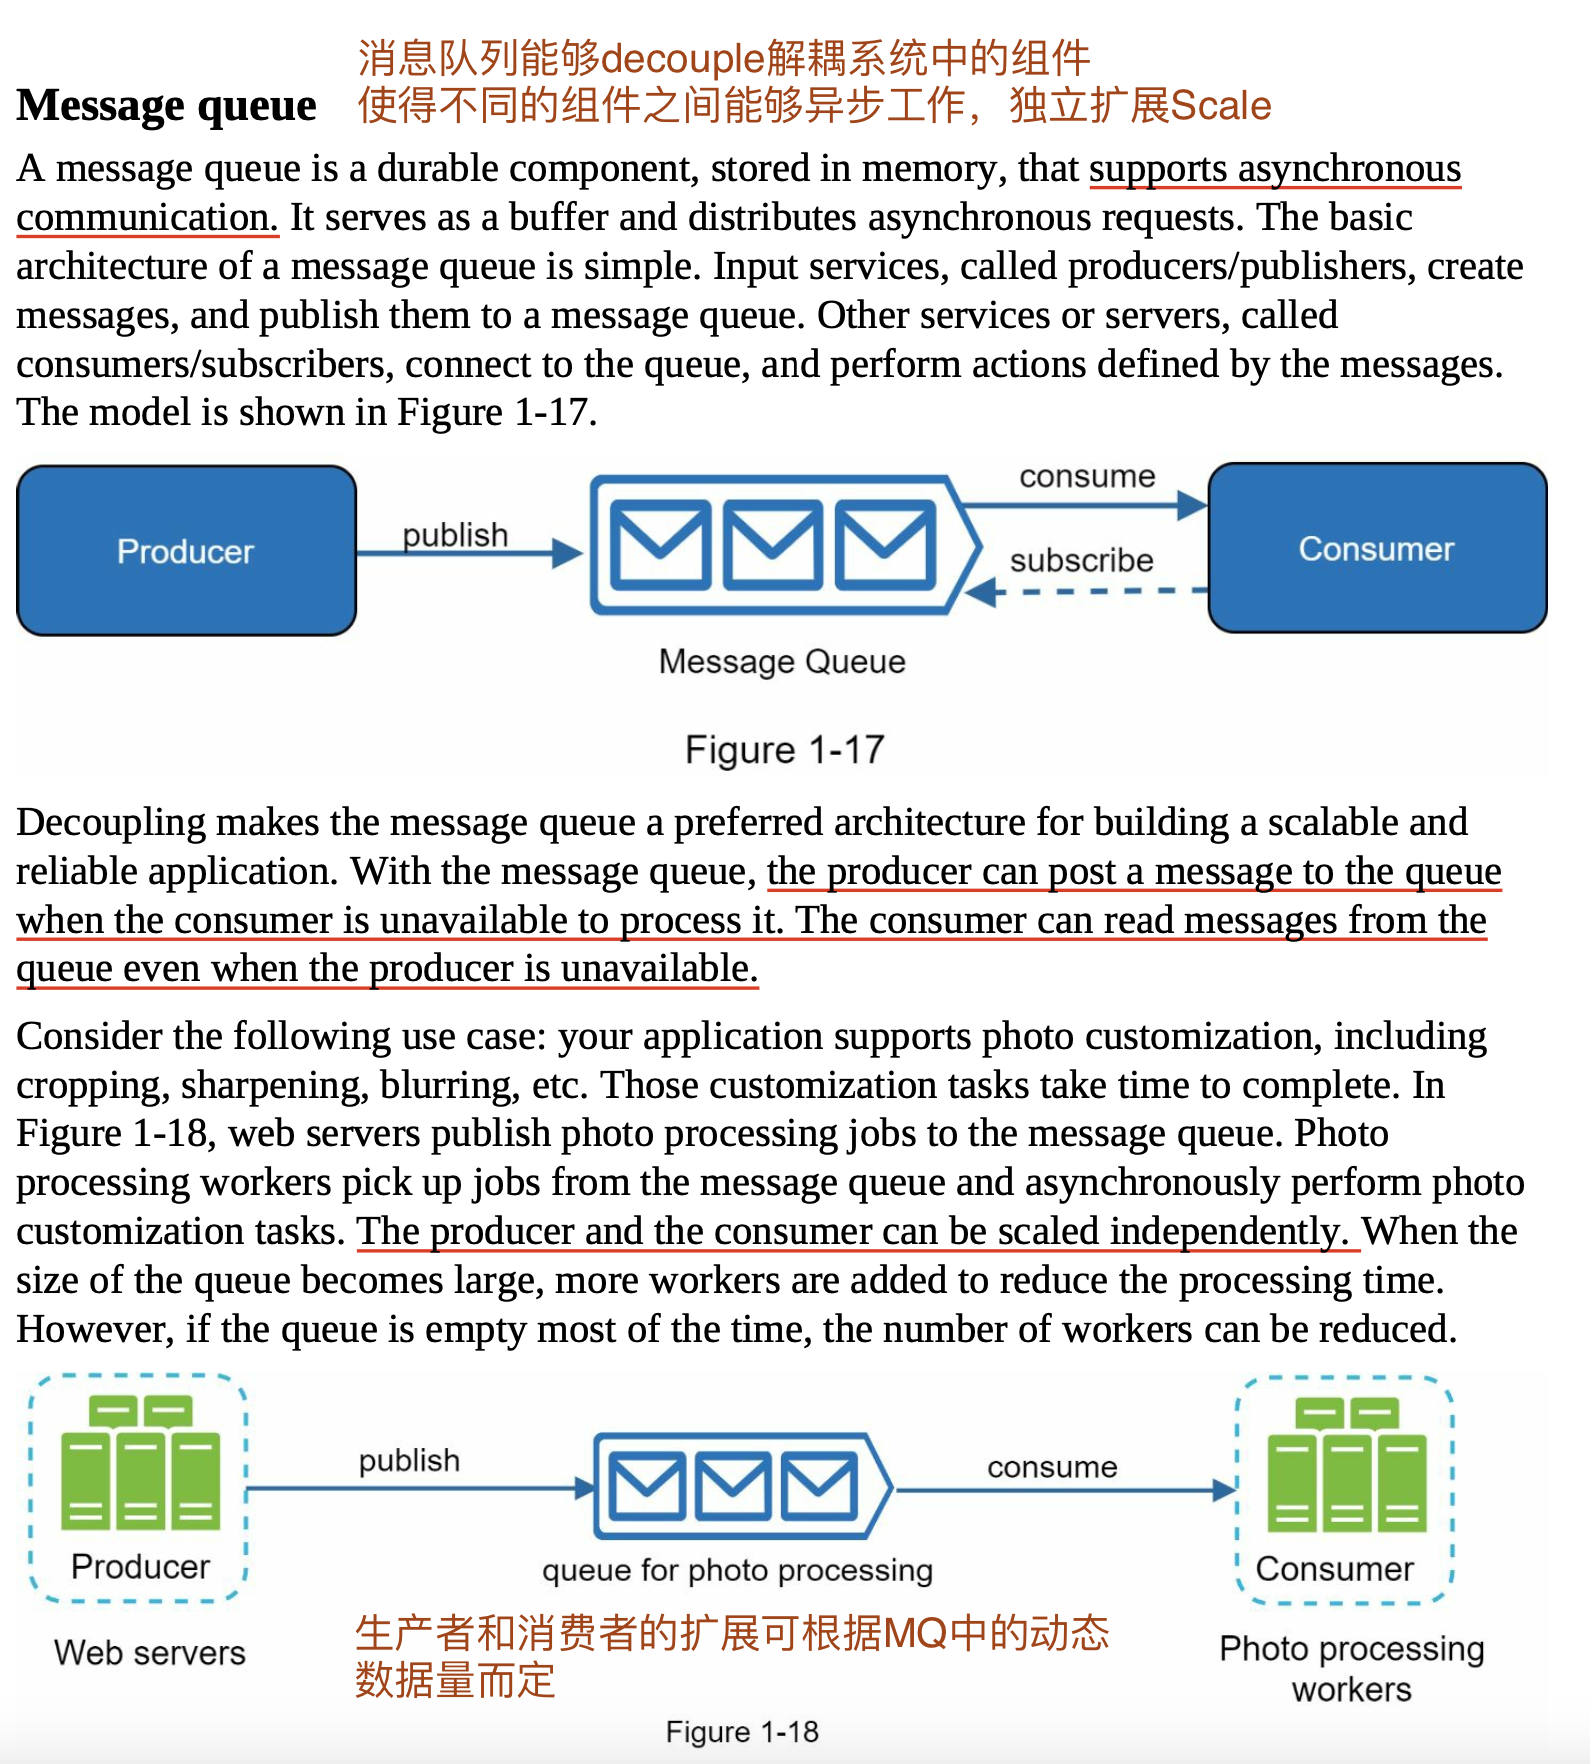 消息队列能够decouple解耦系统中的组件
使得不同的组件之间能够异步工作，独立扩展Scale
Message queue
A message queue is a durable component, stored in memory, that supports asynchronous
communication. It serves as a buffer and distributes asynchronous requests. The basic
architecture of a message queue is simple. Input services, called producers/publishers, create
messages, and publish them to a message queue. Other services or servers, called
consumers/subscribers, connect to the queue, and perform actions defined by the messages.
The model is shown in Figure 1-17.
Producer
publish
consume
subscribe
Consumer
Message Queue
Figure 1-17
Decoupling makes the message queue a preferred architecture for building a scalable and
reliable application. With the message queue, the producer can post a message to the queue
when the consumer is unavailable to process it. The consumer can read messages from the
queue even when the producer is unavailable.
Consider the following use case: your application supports photo customization, including
cropping, sharpening, blurring, etc. Those customization tasks take time to complete. In
Figure 1-18, web servers publish photo processing jobs to the message queue. Photo
processing workers pick up jobs from the message queue and asynchronously perform photo
customization tasks. The producer and the consumer can be scaled independently. When the
size of the queue becomes large, more workers are added to reduce the processing time.
However, if the queue is empty most of the time, the number of workers can be reduced.
publish
consume
Producer
queue for photo processing
Consumer
Web servers
生产者和消费者的扩展可根据MQ中的动态
数据量而定
Photo processing
workers
Figure 1-18